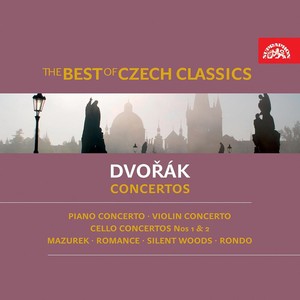 SUPRAPHON
THE BEST OF CZECH CLASSICS
DVOŘÁK
CONCERTOS
PIANO CONCERTO · VIOLIN CONCERTO
CELLO CONCERTOS NOS 1 & 2
MAZUREK · ROMANCE · SILENT WOODS · RONDO